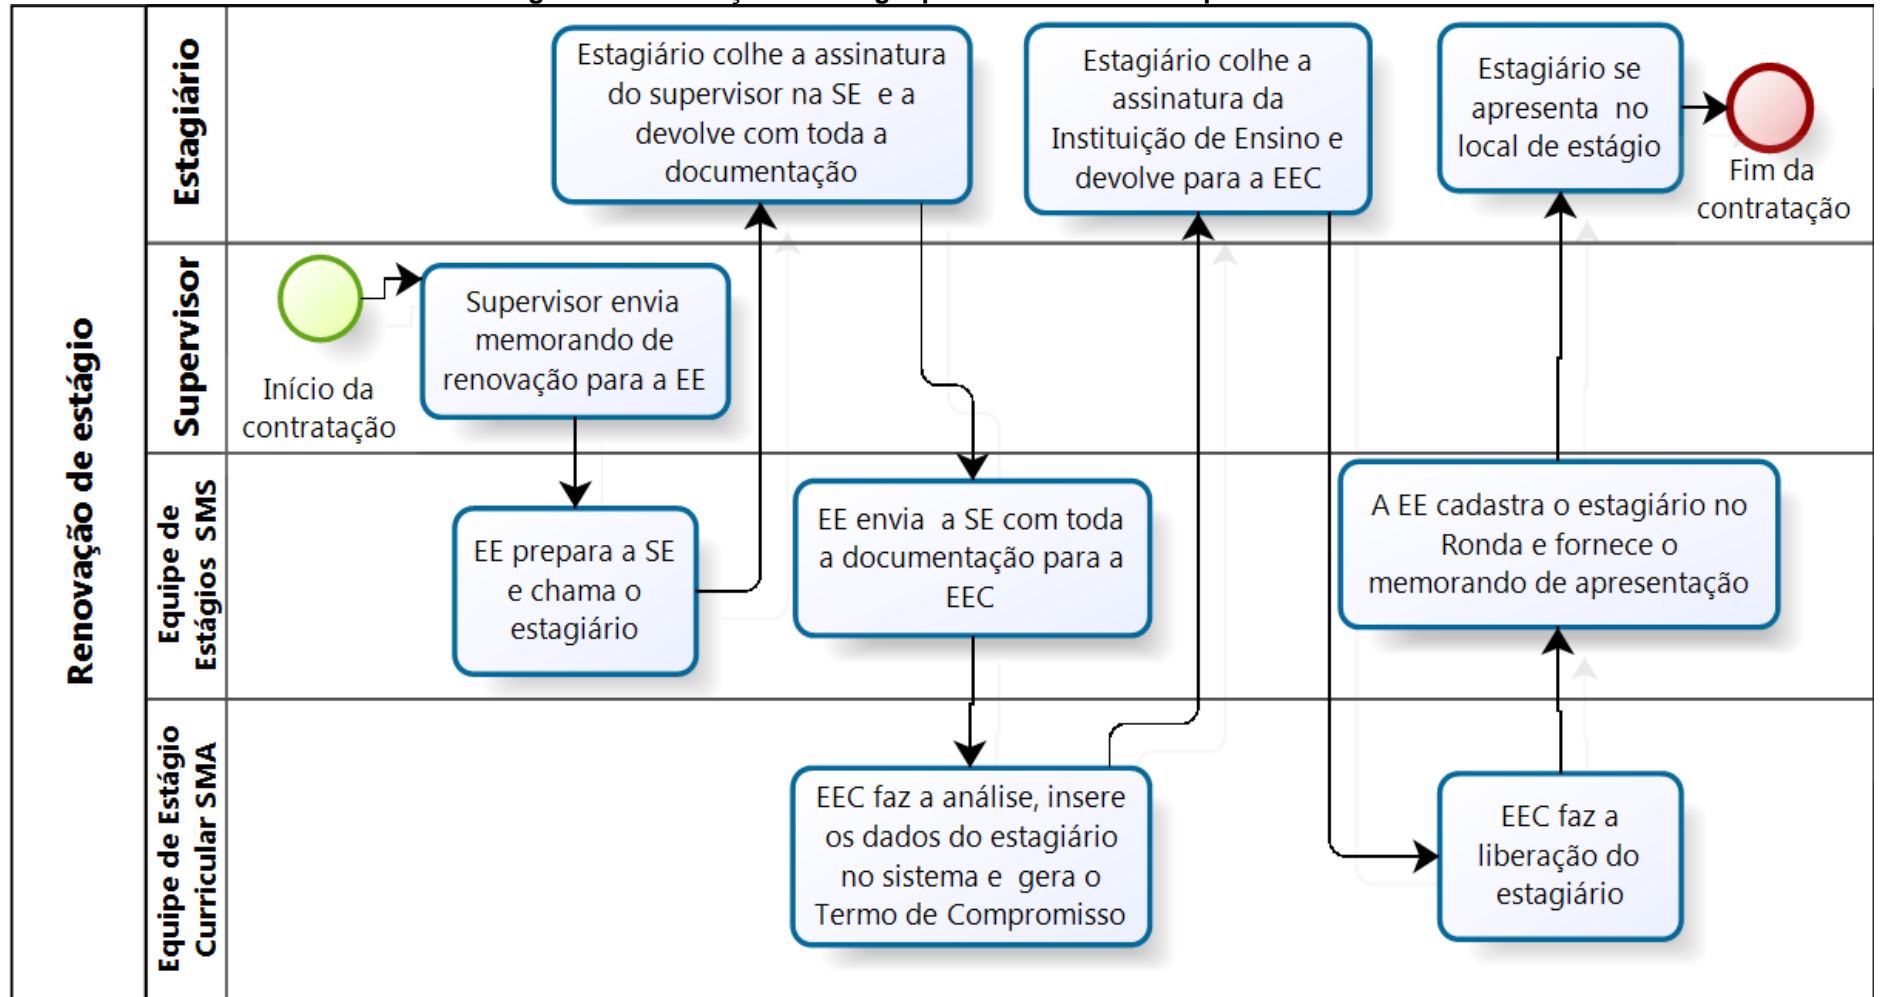 Renovação de estágio
Estagiário
Estagiário colhe a assinatura
do supervisor na SE e a
devolve com toda a
documentação
Estagiário colhe a
assinatura da
Instituição de Ensino e
devolve para a EEC
Estagiário se
apresenta no
local de estágio
Fim da
contratação
Supervisor
Início da
contratação
Supervisor envia
memorando de
renovação para a EE
Equipe de
Estágios SMS
EE prepara a SE
e chama o
estagiário
EE envia a SE com toda
a documentação para a
EEC
A EE cadastra o estagiário no
Ronda e fornece o
memorando de apresentação
Equipe de Estágio
Curricular SMA
EEC faz a análise, insere
os dados do estagiário
no sistema e gera o
Termo de Compromisso
EEC faz a
liberação do
estagiário